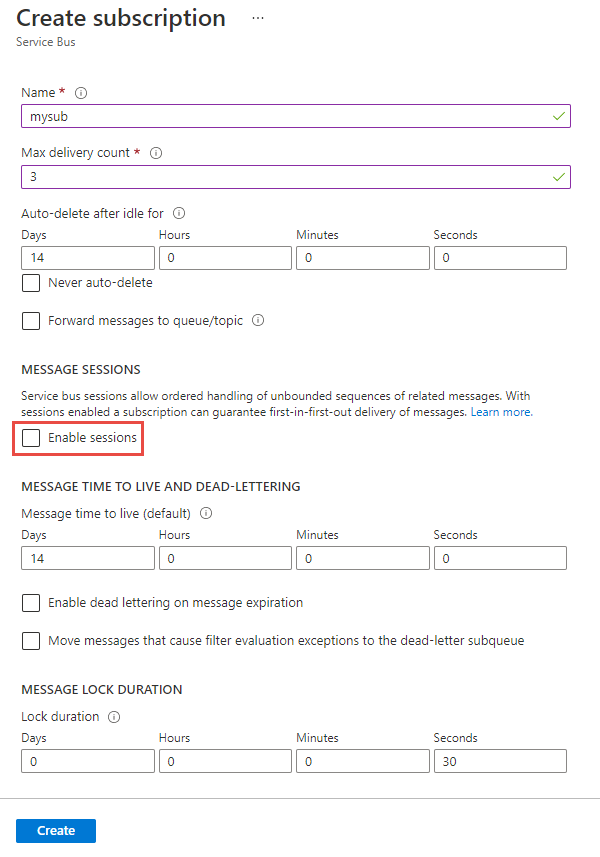 Create subscription ...
Service Bus
Name *
mysub
Max delivery count *
3
Auto-delete after idle for
Days Hours Minutes Seconds
14 0 0 0
Never auto-delete
Forward messages to queue/topic
MESSAGE SESSIONS
Service bus sessions allow ordered handling of unbounded sequences of related messages. With
sessions enabled a subscription can guarantee first-in-first-out delivery of messages. Learn more.
Enable sessions
MESSAGE TIME TO LIVE AND DEAD-LETTERING
Message time to live (default)
Days Hours Minutes Seconds
14 0 0 0
Enable dead lettering on message expiration
Move messages that cause filter evaluation exceptions to the dead-letter subqueue
MESSAGE LOCK DURATION
Lock duration
Days Hours Minutes Seconds
0 0 0 30
Create